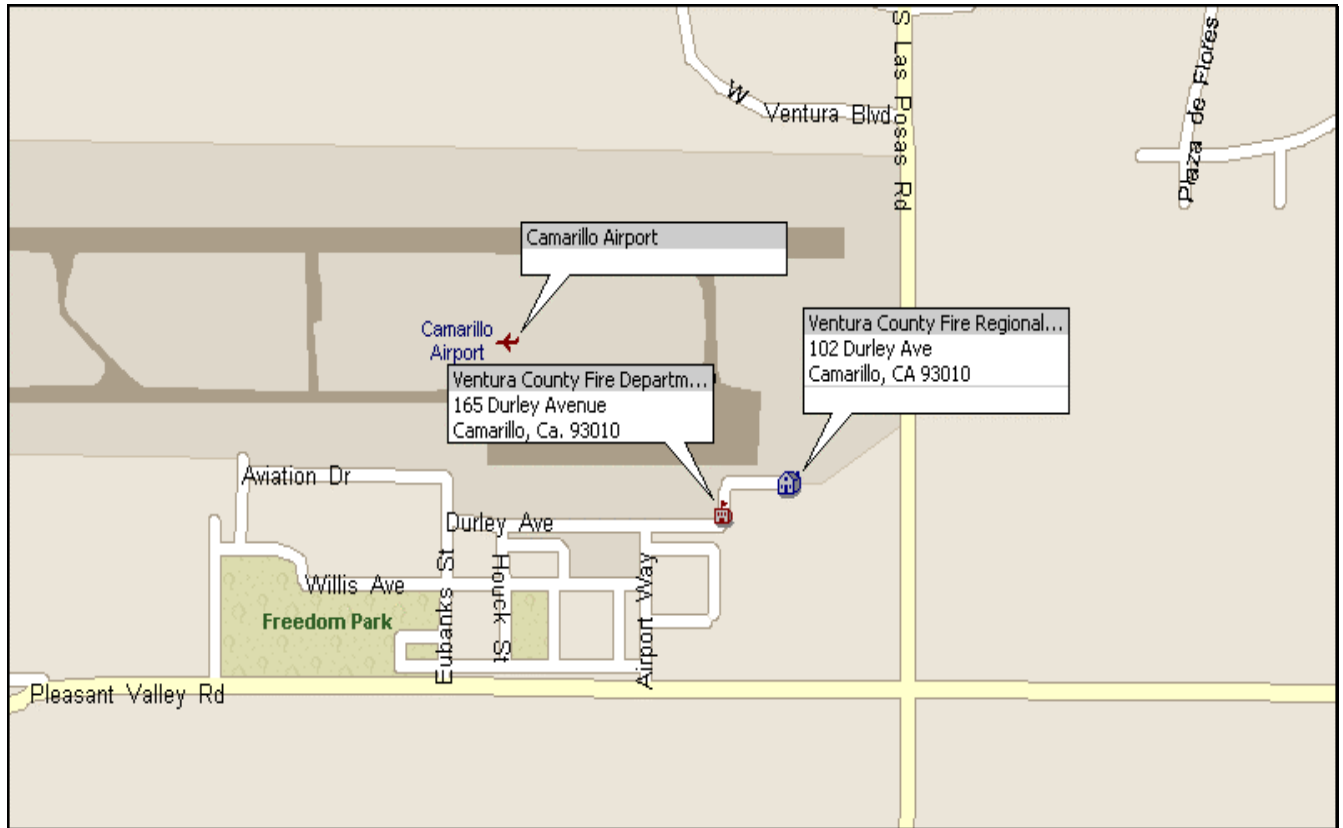 S Las Posas Rd
Plaza de Flores
W Ventura Blvd
Camarillo Airport
Camarillo
Airport
Ventura County Fire Regional...
102 Durley Ave
Camarillo, CA 93010
Ventura County Fire Departm...
165 Durley Avenue
Camarillo, Ca. 93010
Aviation Dr
Durley Ave
Eubanks St
Houck St
Airport Way
Willis Ave
Freedom Park
Pleasant Valley Rd